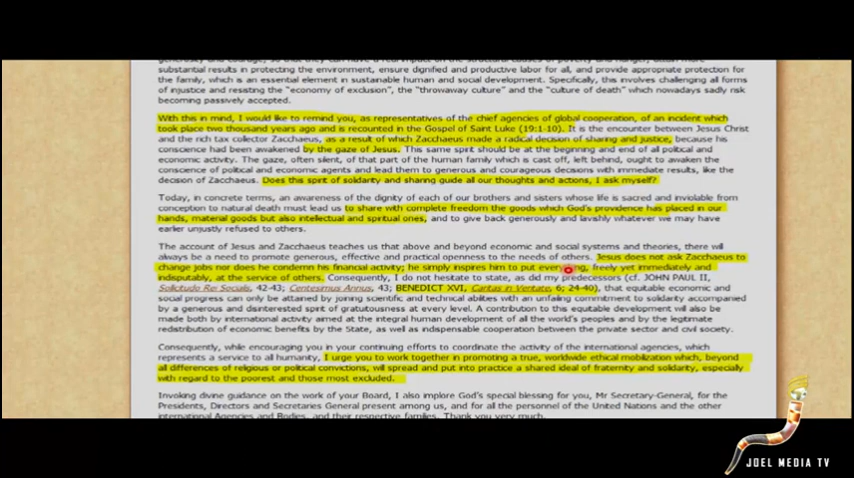 substantial results in protecting the environment, ensure dignified and productive labor for all, and provide appropriate protection for
the family, which is an essential element in sustainable human and social development. Specifically, this involves challenging all forms
of injustice and resisting the "economy of exclusion", the "throwaway culture" and the "culture of death" which nowadays sadly risk
becoming passively accepted.
With this in mind, I would like to remind you, as representatives of the chief agencies of global cooperation, of an incident which
took place two thousand years ago and is recounted in the Gospel of Saint Luke (19:1-10). It is the encounter between Jesus Christ
and the rich tax collector Zacchaeus, as a result of which Zacchaeus made a radical decision of sharing and justice, because his
conscience had been awakened by the gaze of Jesus. This same spirit should be at the beginning and end of all political and
economic activity. The gaze, often silent, of that part of the human family which is cast off, left behind, ought to awaken the
conscience of political and economic agents and lead them to generous and courageous decisions with immediate results, like the
decision of Zacchaeus. Does this spirit of solidarity and sharing guide all our thoughts and actions, I ask myself?
Today, in concrete terms, an awareness of the dignity of each of our brothers and sisters whose life is sacred and inviolable from
conception to natural death must lead us to share with complete freedom the goods which God's providence has placed in our
hands, material goods but also intellectual and spiritual ones, and to give back generously and lavishly whatever we may have
earlier unjustly refused to others.
The account of Jesus and Zacchaeus teaches us that above and beyond economic and social systems and theories, there will
always be a need to promote generous, effective and practical openness to the needs of others. Jesus does not ask Zacchaeus to
change jobs nor does he condemn his financial activity; he simply inspires him to put everything, freely yet immediately and
indisputably, at the service of others. Consequently, I do not hesitate to state, as did my predecessors (cf. JOHN PAUL II,
Sollicitudo Rei Socialis, 42-43; Centesimus Annus, 43; BENEDICT XVI, Caritas in Veritate, 6; 24-40), that equitable economic and
social progress can only be attained by joining scientific and technical abilities with an unfailing commitment to solidarity accompanied
by a generous and disinterested spirit of gratuitousness at every level. A contribution to this equitable development will also be
made both by international activity aimed at the integral human development of all the world's peoples and by the legitimate
redistribution of economic benefits by the State, as well as indispensable cooperation between the private sector and civil society.
Consequently, while encouraging you in your continuing efforts to coordinate the activity of the international agencies, which
represents a service to all humanity, I urge you to work together in promoting a true, worldwide ethical mobilization which, beyond
all differences of religious or political convictions, will spread and put into practice a shared ideal of fraternity and solidarity, especially
with regard to the poorest and those most excluded.
Invoking divine guidance on the work of your Board, I also implore God's special blessing for you, Mr Secretary-General, for the
Presidents, Directors and Secretaries General present among us, and for all the personnel of the United Nations and the other
international Agencies and Bodies, and their respective families. Thank you very much.
JOEL MEDIA TV